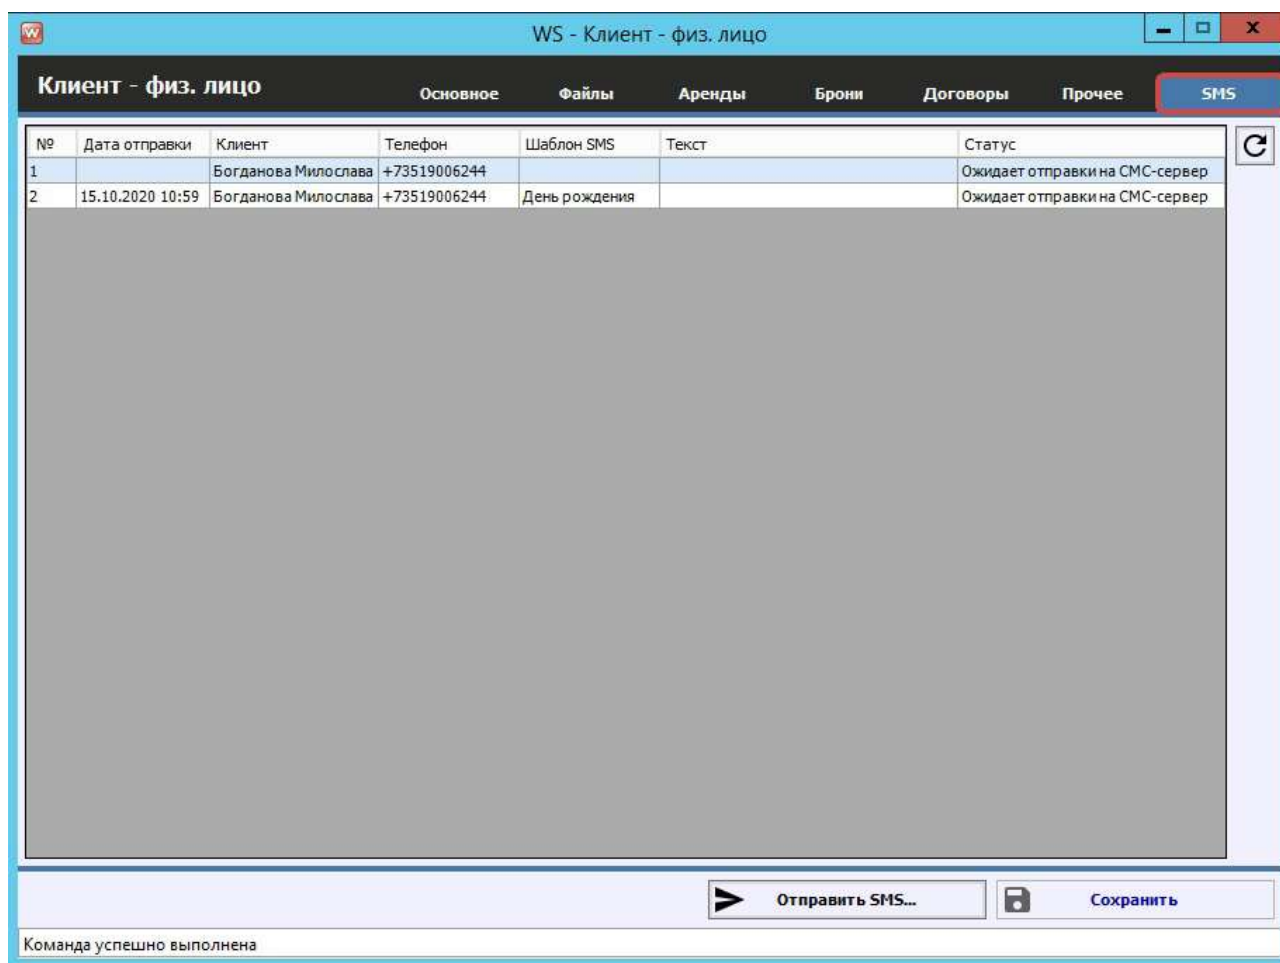 WS - Клиент - физ. лицо
Клиент - физ. лицо Основное Файлы Аренды Брони Договоры Прочее SMS
№ Дата отправки Клиент Телефон Шаблон SMS Текст Статус
1 Богданова Милослава +73519006244 Ожидает отправки на СМС-сервер
2 15.10.2020 10:59 Богданова Милослава +73519006244 День рождения Ожидает отправки на СМС-сервер
Отправить SMS... Сохранить
Команда успешно выполнена